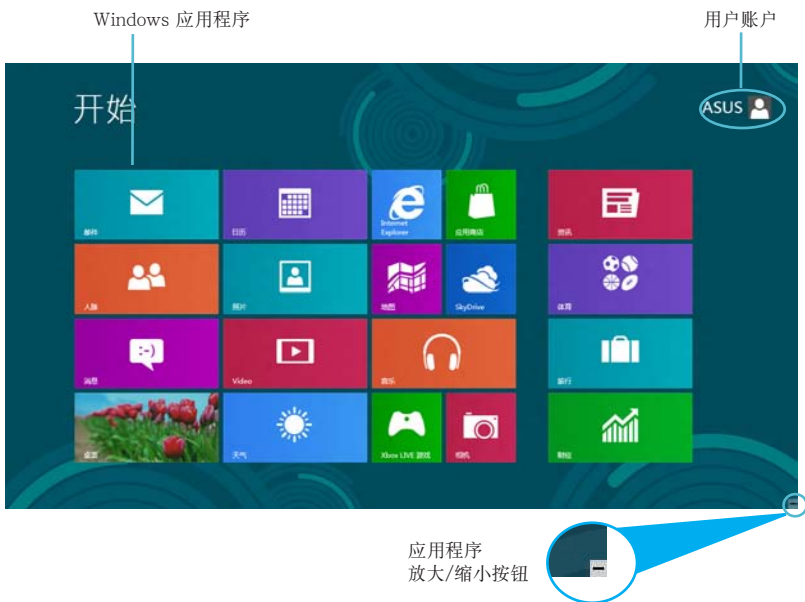 Windows 应用程序
用户账户
开始
ASUS
邮件
日历
Internet Explorer
应用商店
资讯
人脉
照片
地图
SkyDrive
体育
消息
Video
音乐
旅行
桌面
天气
Xbox LIVE 游戏
相机
财经
应用程序
放大/缩小按钮